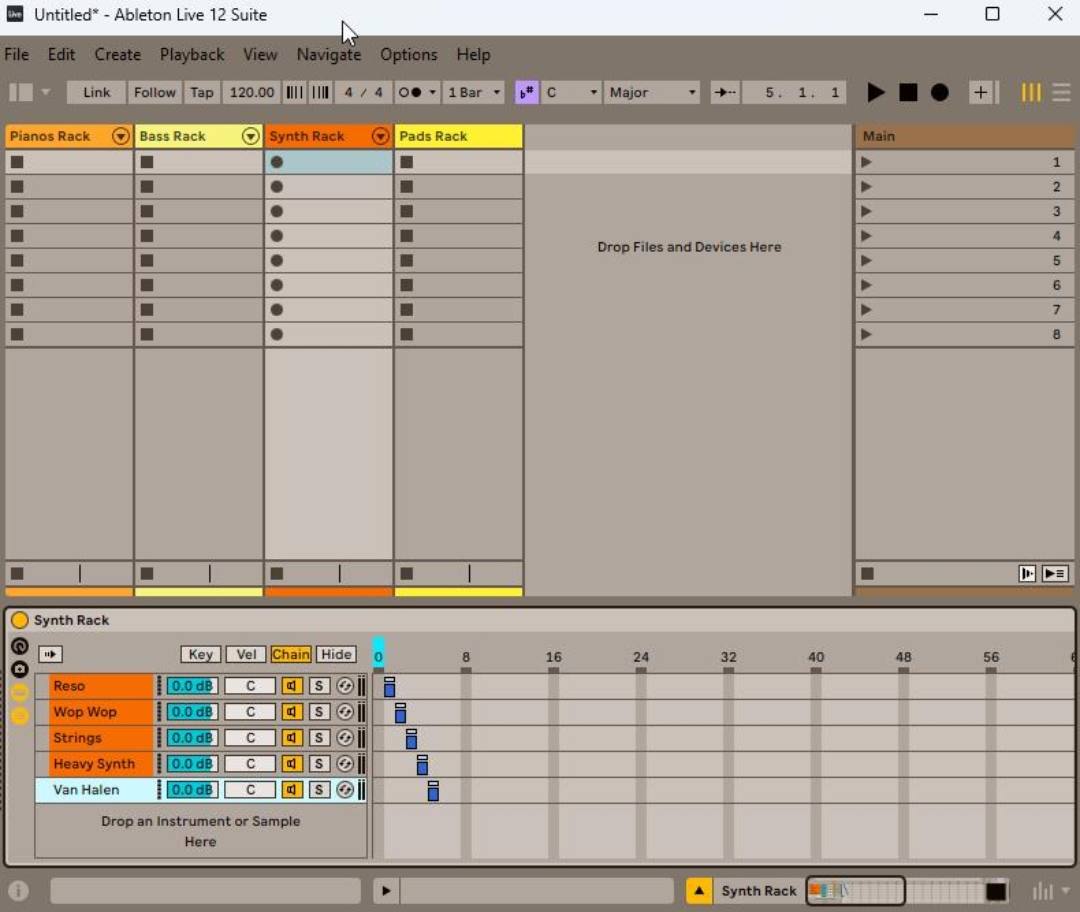 Untitled* - Ableton Live 12 Suite
File Edit Create Playback View Navigate Options Help
Link Follow Tap 120.00 4 / 4 1 Bar ♭# C Major 5. 1. 1
Pianos Rack Bass Rack Synth Rack Pads Rack Main
1
2
3
4
Drop Files and Devices Here
5
6
7
8
Synth Rack
Key Vel Chain Hide 0 8 16 24 32 40 48 56
Reso 0.0 dB C S
Wop Wop 0.0 dB C S
Strings 0.0 dB C S
Heavy Synth 0.0 dB C S
Van Halen 0.0 dB C S
Drop an Instrument or Sample
Here
Synth Rack